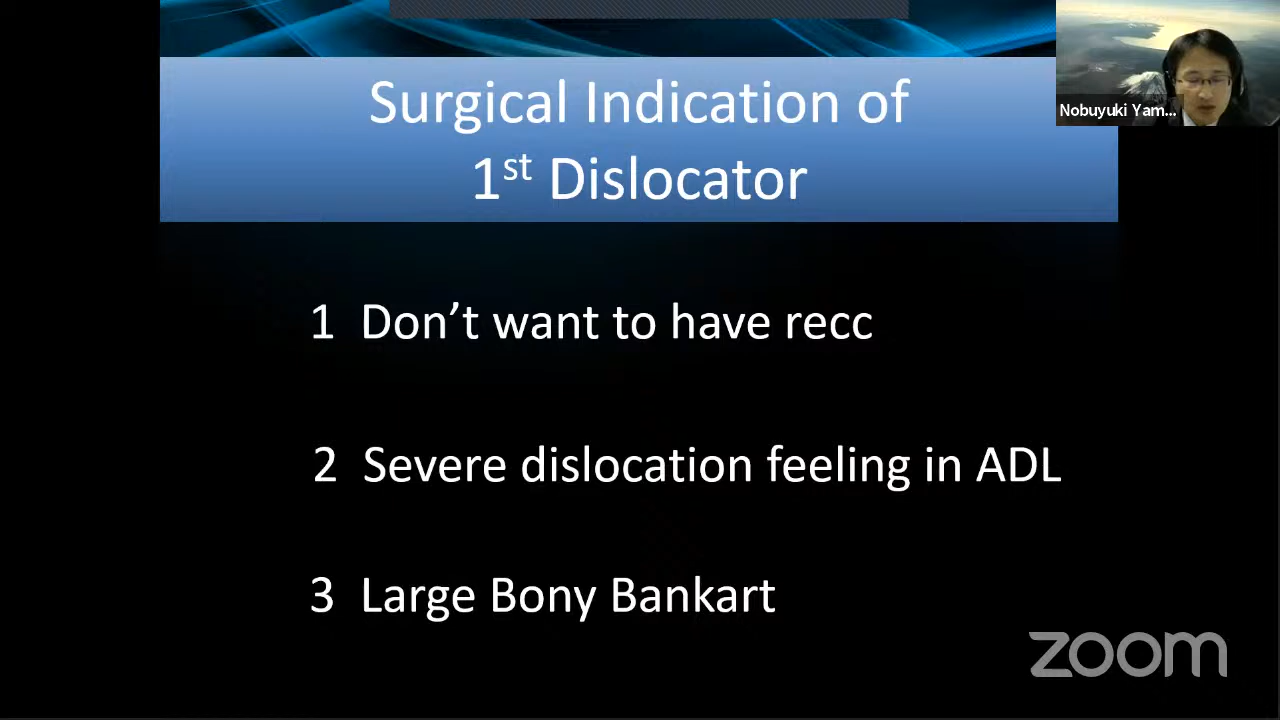 Surgical Indication of
1st Dislocator
Nobuyuki Yam...
1 Don’t want to have recc
2 Severe dislocation feeling in ADL
3 Large Bony Bankart
zoom